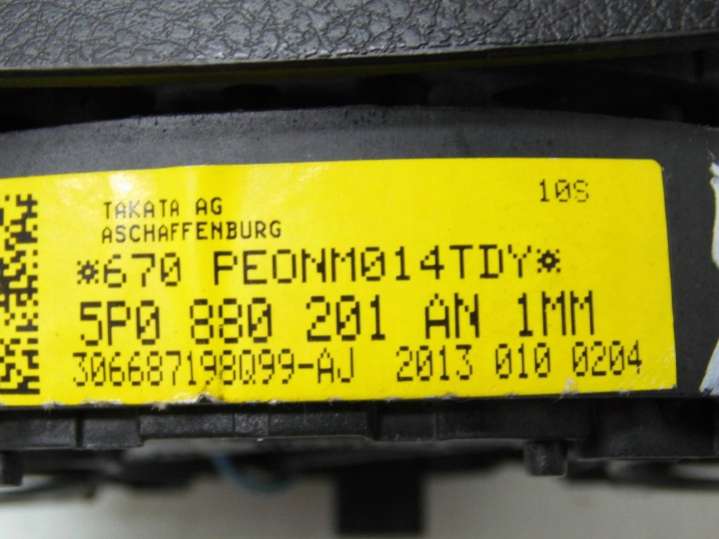 10S
TAKATA AG
ASCHAFFENBURG
*670 PEONM014TDY*
5P0 880 201 AN 1MM
306687198Q99-AJ 2013 010 0204